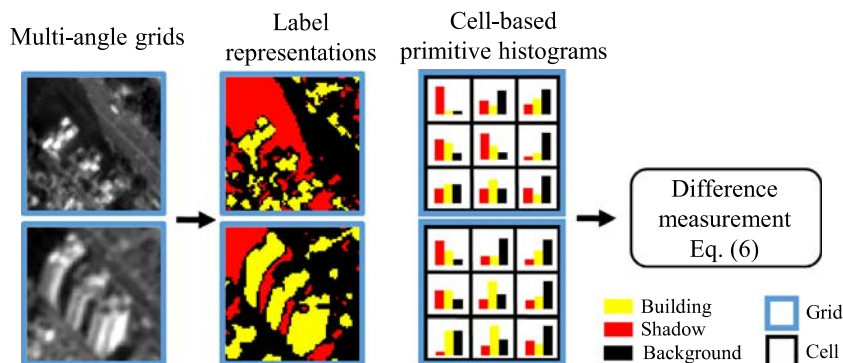 Multi-angle grids
Label
representations
Cell-based
primitive histograms
Difference
measurement
Eq. (6)
Building
Shadow
Background
Grid
Cell